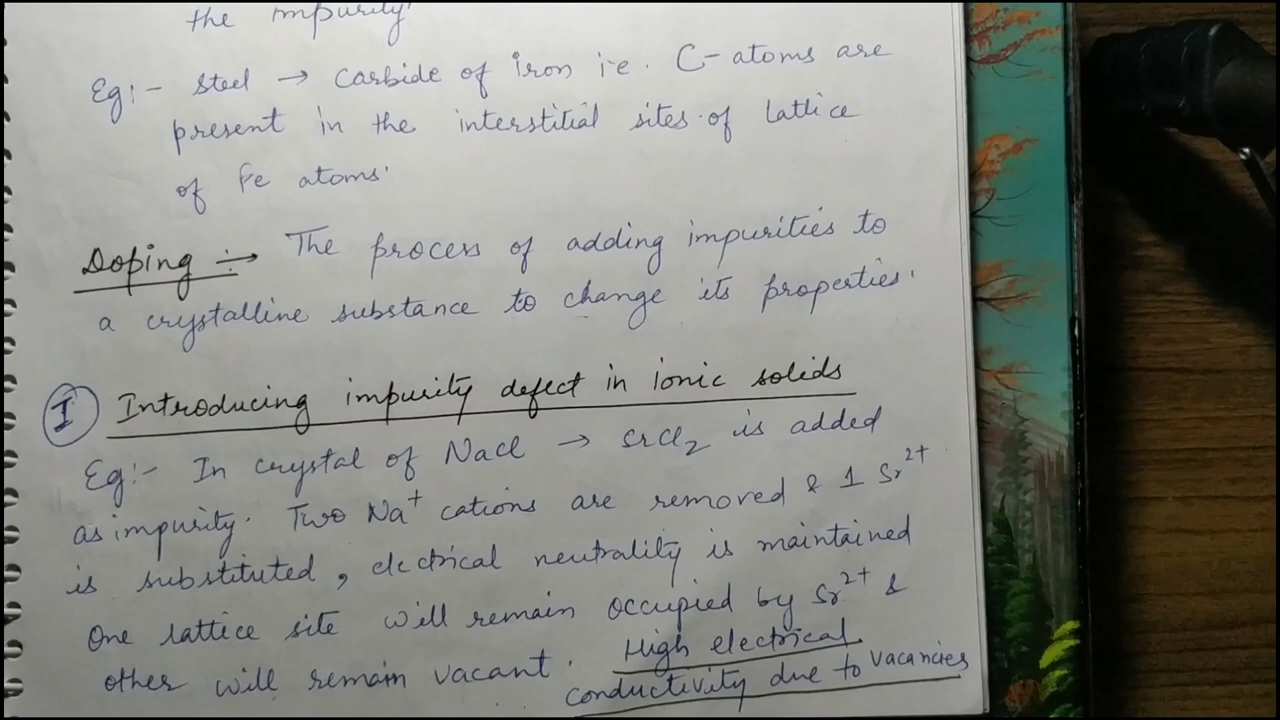 the impurity.
Eg:- steel → carbide of iron i.e. C-atoms are
present in the interstitial sites of lattice
of Fe atoms.
Doping :→ The process of adding impurities to
a crystalline substance to change its properties.
I Introducing impurity defect in ionic solids
Eg:- In crystal of NaCl → SrCl2 is added
as impurity. Two Na+ cations are removed & 1 Sr2+
is substituted, electrical neutrality is maintained
One lattice site will remain occupied by Sr2+ &
other will remain vacant. High electrical
conductivity due to vacancies